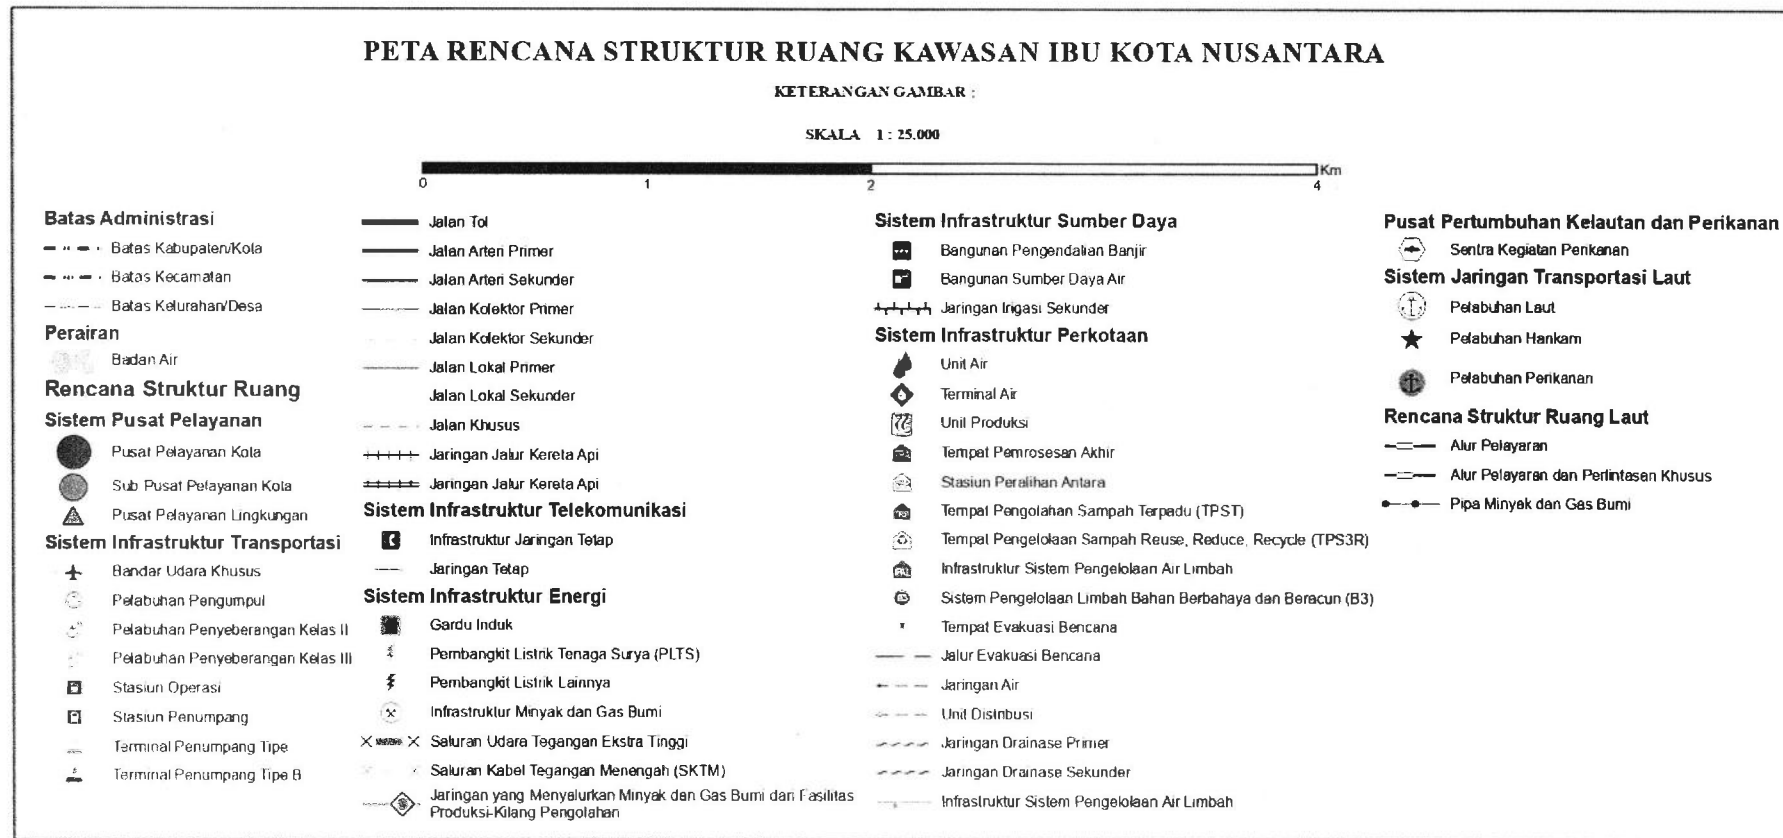 PETA RENCANA STRUKTUR RUANG KAWASAN IBU KOTA NUSANTARA
KETERANGAN GAMBAR :
SKALA 1 : 25.000
Km
0 1 2 4
Batas Administrasi
Batas Kabupaten/Kota
Batas Kecamatan
Batas Kelurahan/Desa
Perairan
Badan Air
Rencana Struktur Ruang
Sistem Pusat Pelayanan
Pusat Pelayanan Kota
Sub Pusat Pelayanan Kota
Pusat Pelayanan Lingkungan
Sistem Infrastruktur Transportasi
Bandar Udara Khusus
Pelabuhan Pengumpul
Pelabuhan Penyeberangan Kelas II
Pelabuhan Penyeberangan Kelas III
Stasiun Operasi
Stasiun Penumpang
Terminal Penumpang Tipe
Terminal Penumpang Tipe B
Jalan Tol
Jalan Arteri Primer
Jalan Arteri Sekunder
Jalan Kolektor Primer
Jalan Kolektor Sekunder
Jalan Lokal Primer
Jalan Lokal Sekunder
Jalan Khusus
Jaringan Jalur Kereta Api
Jaringan Jalur Kereta Api
Sistem Infrastruktur Telekomunikasi
Infrastruktur Jaringan Tetap
Jaringan Tetap
Sistem Infrastruktur Energi
Gardu Induk
Pembangkit Listrik Tenaga Surya (PLTS)
Pembangkit Listrik Lainnya
Infrastruktur Minyak dan Gas Bumi
Saluran Udara Tegangan Ekstra Tinggi
Saluran Kabel Tegangan Menengah (SKTM)
Jaringan yang Menyalurkan Minyak dan Gas Bumi dari Fasilitas
Produksi-Kilang Pengolahan
Sistem Infrastruktur Sumber Daya
Bangunan Pengendalian Banjir
Bangunan Sumber Daya Air
Jaringan Irigasi Sekunder
Sistem Infrastruktur Perkotaan
Unit Air
Terminal Air
Unit Produksi
Tempat Pemrosesan Akhir
Stasiun Peralihan Antara
Tempat Pengolahan Sampah Terpadu (TPST)
Tempat Pengelolaan Sampah Reuse, Reduce, Recycle (TPS3R)
Infrastruktur Sistem Pengelolaan Air Limbah
Sistem Pengelolaan Limbah Bahan Berbahaya dan Beracun (B3)
Tempat Evakuasi Bencana
Jalur Evakuasi Bencana
Jaringan Air
Unit Distribusi
Jaringan Drainase Primer
Jaringan Drainase Sekunder
Infrastruktur Sistem Pengelolaan Air Limbah
Pusat Pertumbuhan Kelautan dan Perikanan
Sentra Kegiatan Perikanan
Sistem Jaringan Transportasi Laut
Pelabuhan Laut
Pelabuhan Hankam
Pelabuhan Perikanan
Rencana Struktur Ruang Laut
Alur Pelayaran
Alur Pelayaran dan Perlintasan Khusus
Pipa Minyak dan Gas Bumi